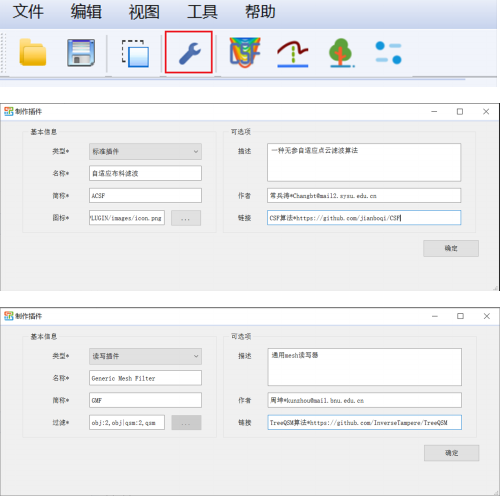 文件 编辑 视图 工具 帮助
制作插件
基本信息
类型* 标准插件
名称* 自适应布料滤波
简称* ACSF
图标* LUGIN/images/icon.png ...
可选项
描述 一种无参自适应点云滤波算法
作者 常兵涛*Changbt@mail2.sysu.edu.cn
链接 CSF算法*https://github.com/jianboqi/CSF
确定
制作插件
基本信息
类型* 读写插件
名称* Generic Mesh Filter
简称* GMF
过滤* obj:2,obj|qsm:2,qsm ...
可选项
描述 通用mesh读写器
作者 周坤*kunzhou@mail.bnu.edu.cn
链接 TreeQSM算法*https://github.com/InverseTampere/TreeQSM
确定